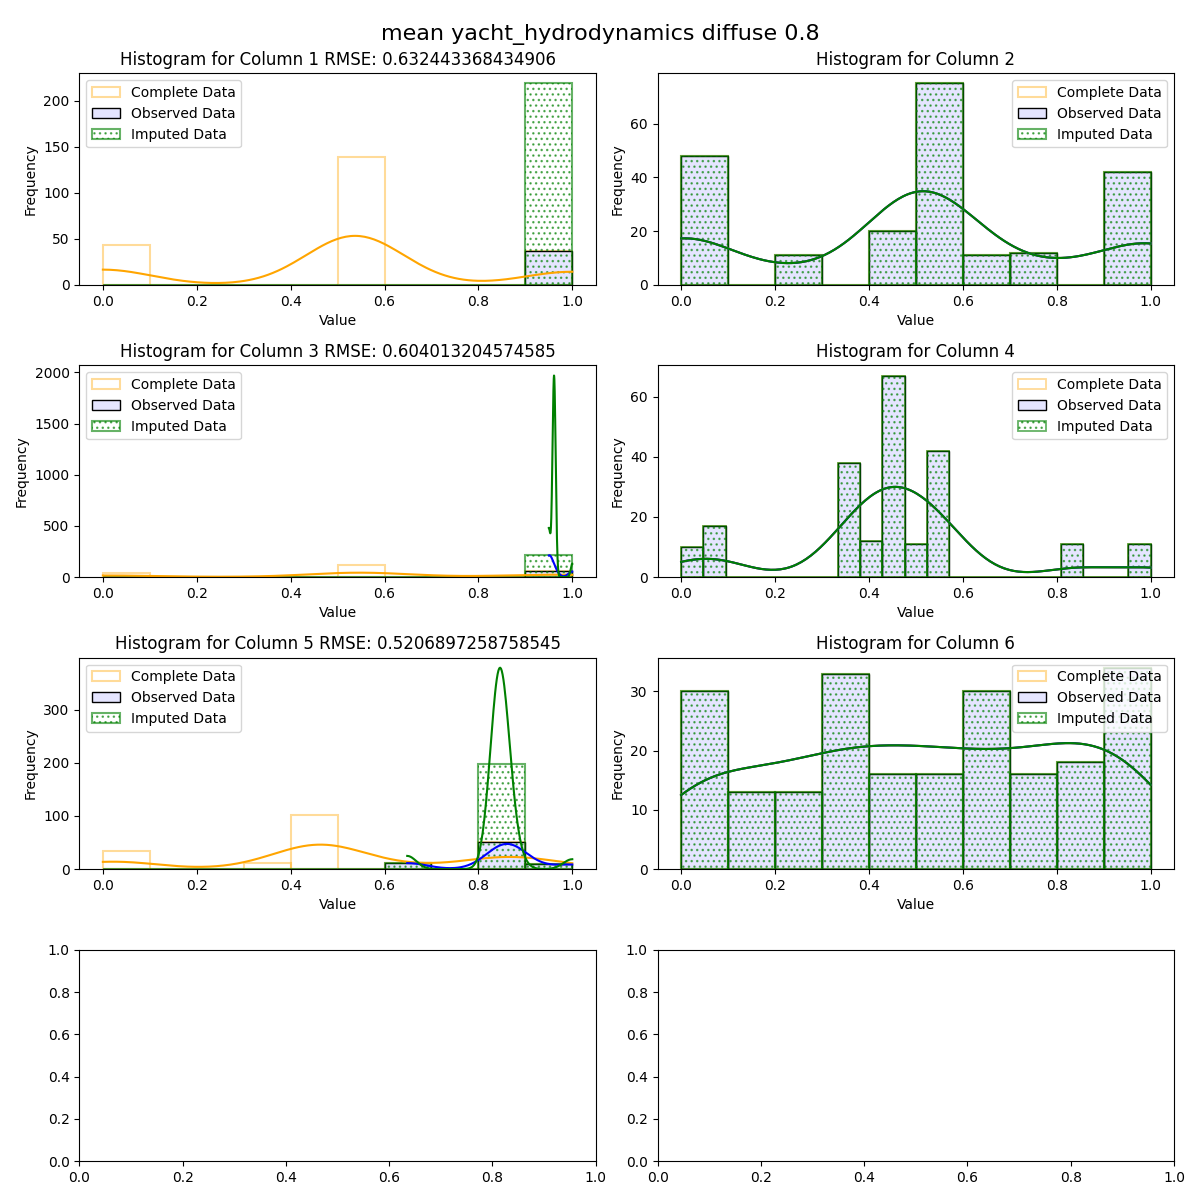 mean yacht_hydrodynamics diffuse 0.8
Histogram for Column 1 RMSE: 0.632443368434906
Frequency
200
150
100
50
0
Complete Data
Observed Data
Imputed Data
0.0 0.2 0.4 0.6 0.8 1.0
Value
Histogram for Column 2
Frequency
60
40
20
0
Complete Data
Observed Data
Imputed Data
0.0 0.2 0.4 0.6 0.8 1.0
Value
Histogram for Column 3 RMSE: 0.604013204574585
Frequency
2000
1500
1000
500
0
Complete Data
Observed Data
Imputed Data
0.0 0.2 0.4 0.6 0.8 1.0
Value
Histogram for Column 4
Frequency
60
40
20
0
Complete Data
Observed Data
Imputed Data
0.0 0.2 0.4 0.6 0.8 1.0
Value
Histogram for Column 5 RMSE: 0.5206897258758545
Frequency
300
200
100
0
Complete Data
Observed Data
Imputed Data
0.0 0.2 0.4 0.6 0.8 1.0
Value
Histogram for Column 6
Frequency
30
20
10
0
Complete Data
Observed Data
Imputed Data
0.0 0.2 0.4 0.6 0.8 1.0
Value
1.0
0.8
0.6
0.4
0.2
0.0
0.0 0.2 0.4 0.6 0.8 1.0
1.0
0.8
0.6
0.4
0.2
0.0
0.0 0.2 0.4 0.6 0.8 1.0